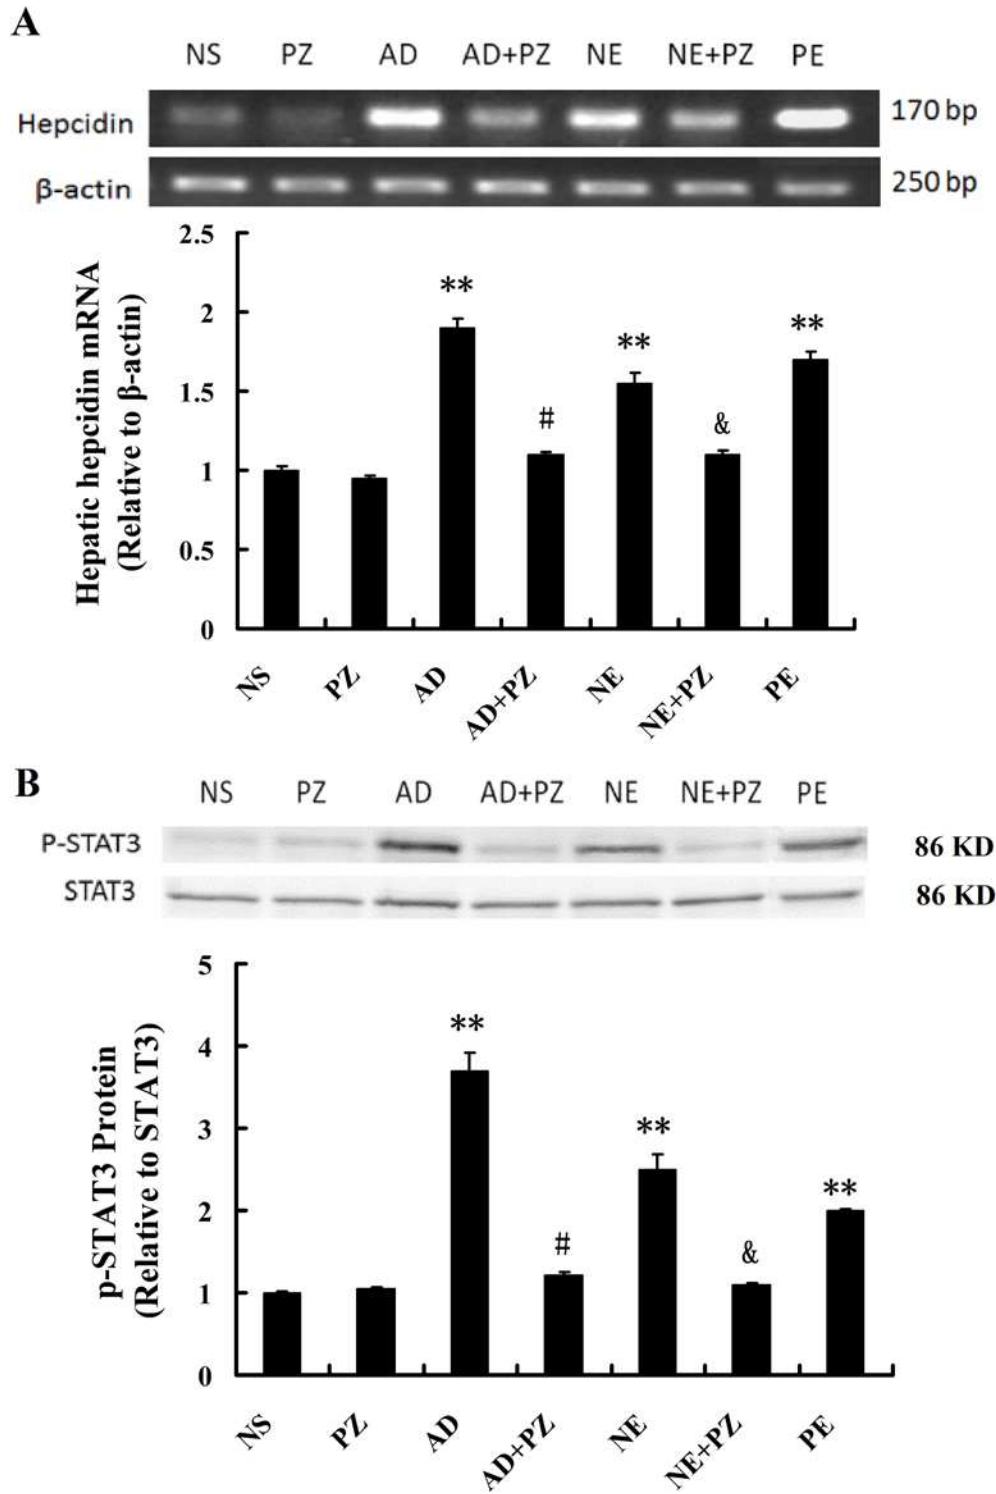 A
NS PZ AD AD+PZ NE NE+PZ PE
Hepcidin 170 bp
β-actin 250 bp
Hepatic hepcidin mRNA
(Relative to β-actin)
2.5
2
1.5
1
0.5
0
** # ** & **
NS PZ AD AD+PZ NE NE+PZ PE
B
NS PZ AD AD+PZ NE NE+PZ PE
P-STAT3 86 KD
STAT3 86 KD
p-STAT3 Protein
(Relative to STAT3)
5
4
3
2
1
0
** # ** & **
NS PZ AD AD+PZ NE NE+PZ PE